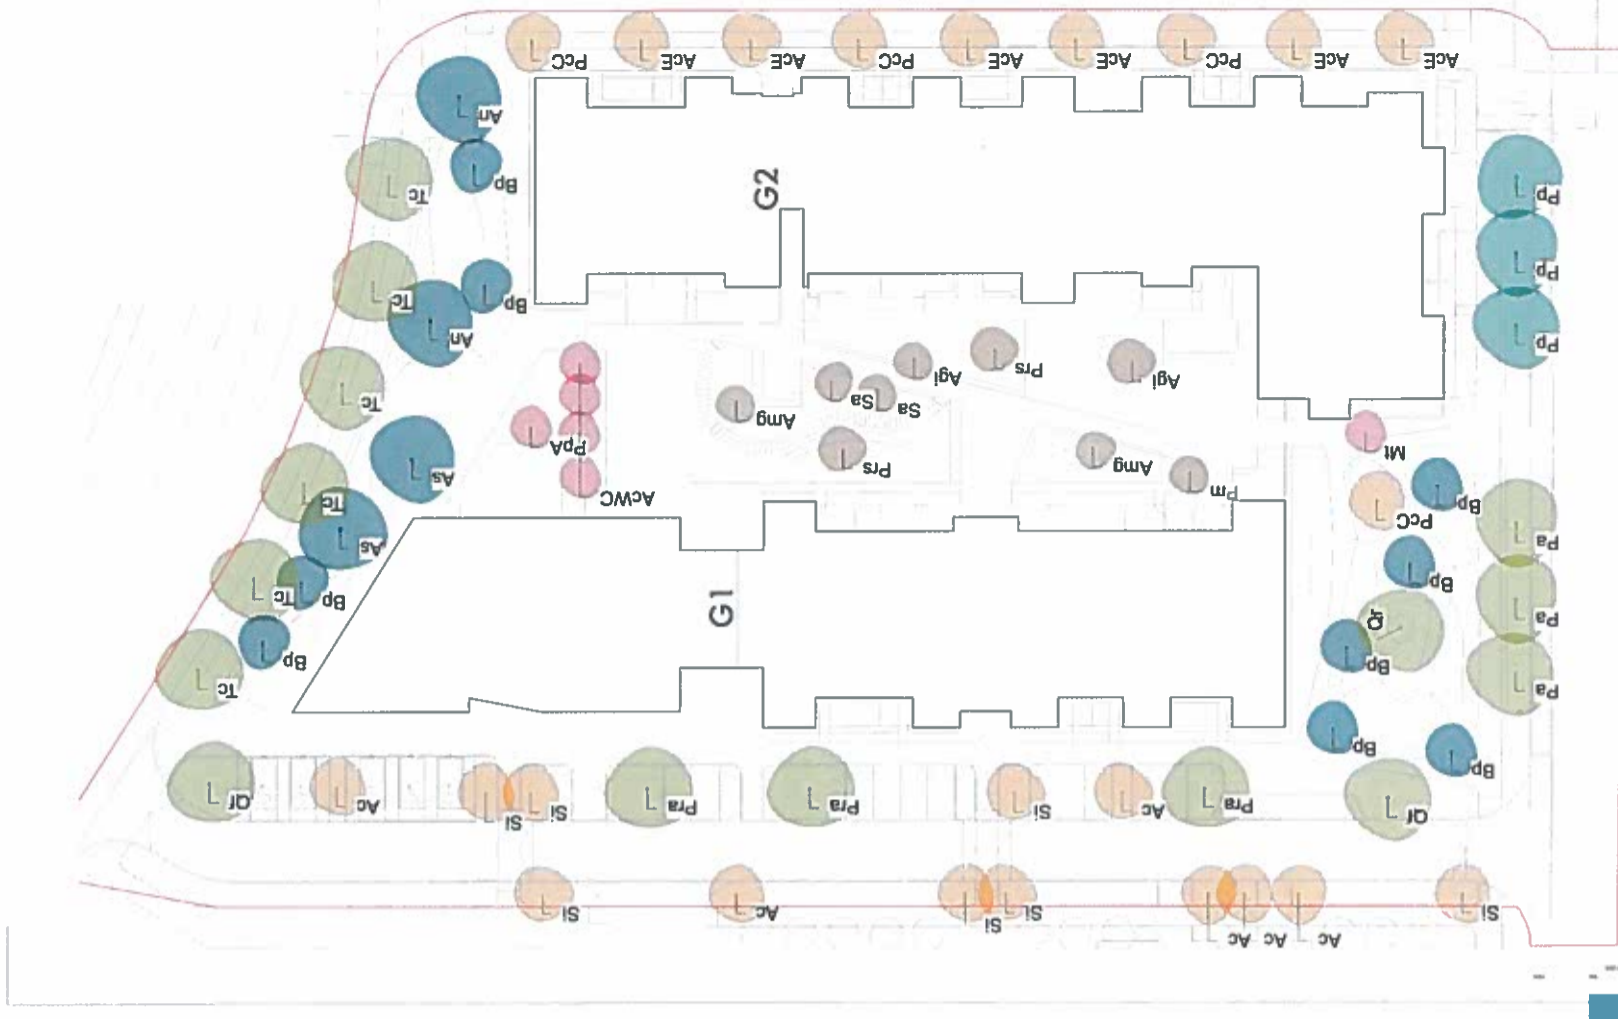 PcC AcE AcE PcC AcE AcE PcC AcE AcE
An
Bp
Tc
Pp
G2
Pp
Tc
Bp
An
Pp
Tc
Prs
Agi
Agi
Sa
Sa
Amg
PpA
Mt
Prs
Amg
Pm
As
AcWC
Tc
Bp
PcC
As
Pa
Bp
Tc
Bp
G1
Qr
Pa
Bp
Bp
Tc
Pa
Bp
Bp
Qr Ac Si Si Pra Pra Si Ac Pra Qr
Si Ac Si Si Ac Ac Ac Si